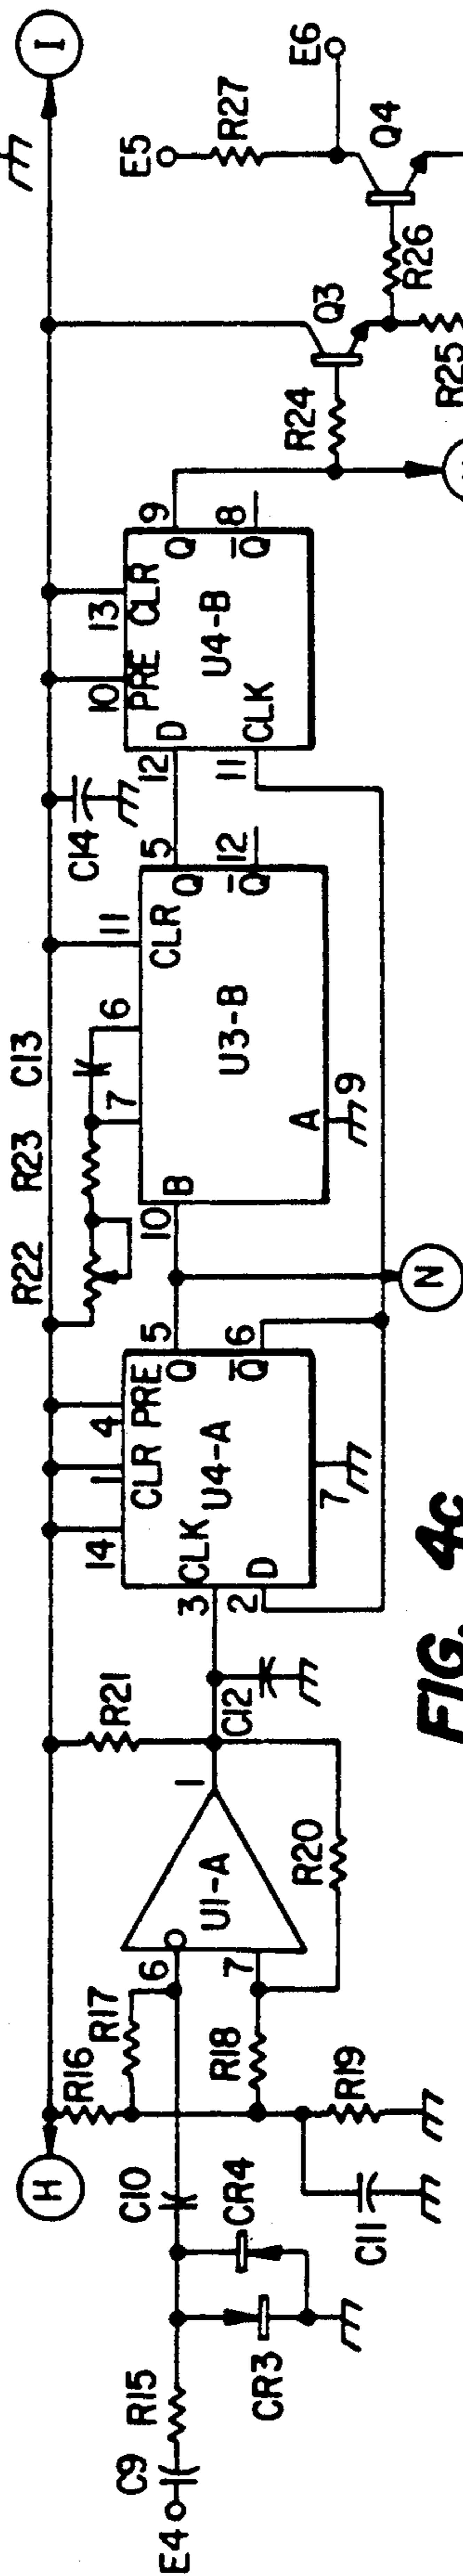 H
I
E4
C9
R15
CR3
CR4
C10
C11
R16
R17
R18
R19
6
7
U1-A
1
R20
R21
C12
3
2
14
1
4
CLK
D
CLR
PRE
U4-A
7
Q
5
Q̅
6
N
R22
R23
C13
10
B
7
6
11
CLR
U3-B
A
9
Q
5
Q̅
12
C14
12
11
10
13
D
CLK
PRE
CLR
U4-B
Q
9
Q̅
8
R24
Q3
R25
R26
Q4
E5
R27
E6
FIG. 4c